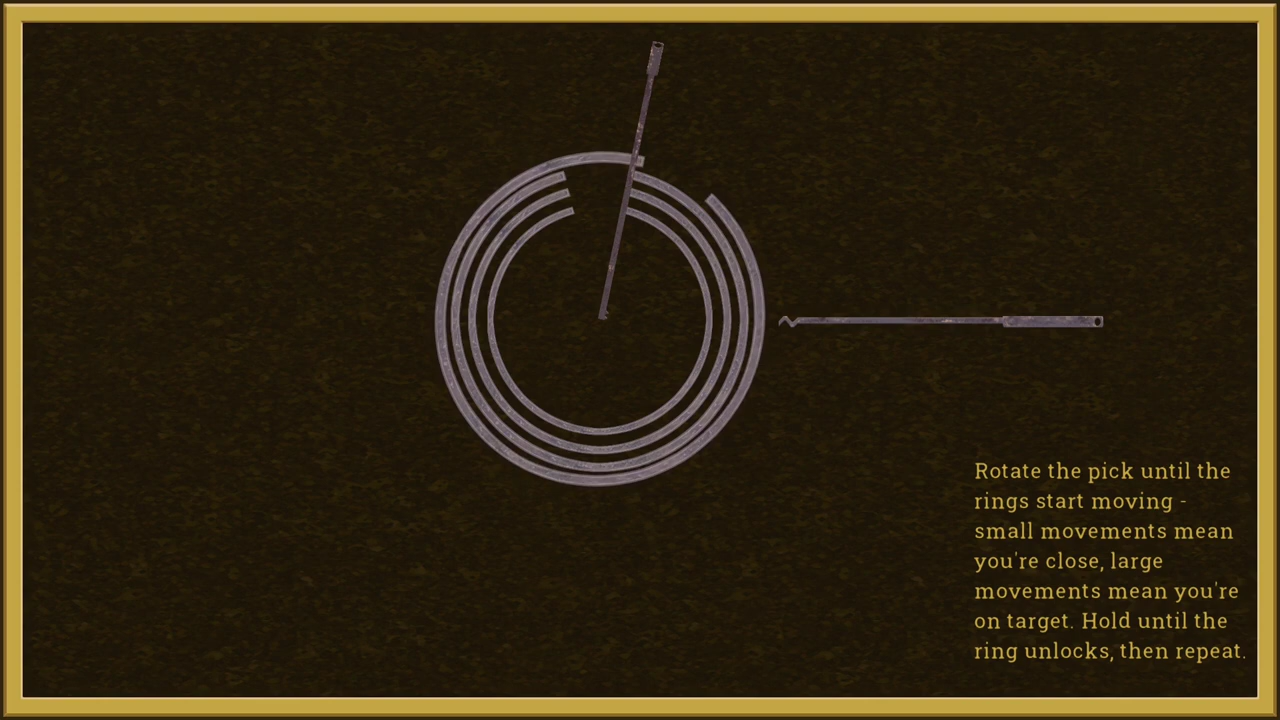 Rotate the pick until the
rings start moving -
small movements mean
you're close, large
movements mean you're
on target. Hold until the
ring unlocks, then repeat.